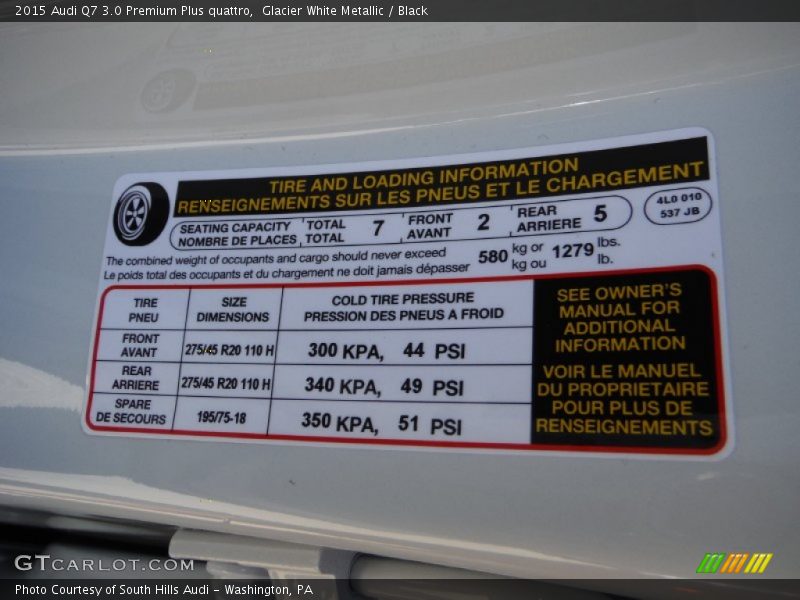 2015 Audi Q7 3.0 Premium Plus quattro,  Glacier White Metallic / Black
TIRE AND LOADING INFORMATION
RENSEIGNEMENTS SUR LES PNEUS ET LE CHARGEMENT
SEATING CAPACITY TOTAL 7 FRONT 2 REAR 5
NOMBRE DE PLACES TOTAL AVANT ARRIERE
4L0 010
537 JB
The combined weight of occupants and cargo should never exceed 580 kg or 1279 lbs.
Le poids total des occupants et du chargement ne doit jamais dépasser kg ou lb.
TIRE SIZE COLD TIRE PRESSURE
PNEU DIMENSIONS PRESSION DES PNEUS A FROID
FRONT
AVANT
275/45 R20 110 H 300 KPA, 44 PSI
REAR
ARRIERE
275/45 R20 110 H 340 KPA, 49 PSI
SPARE
DE SECOURS
195/75-18 350 KPA, 51 PSI
SEE OWNER'S
MANUAL FOR
ADDITIONAL
INFORMATION
VOIR LE MANUEL
DU PROPRIETAIRE
POUR PLUS DE
RENSEIGNEMENTS
GTCARLOT.COM
Photo Courtesy of South Hills Audi - Washington, PA